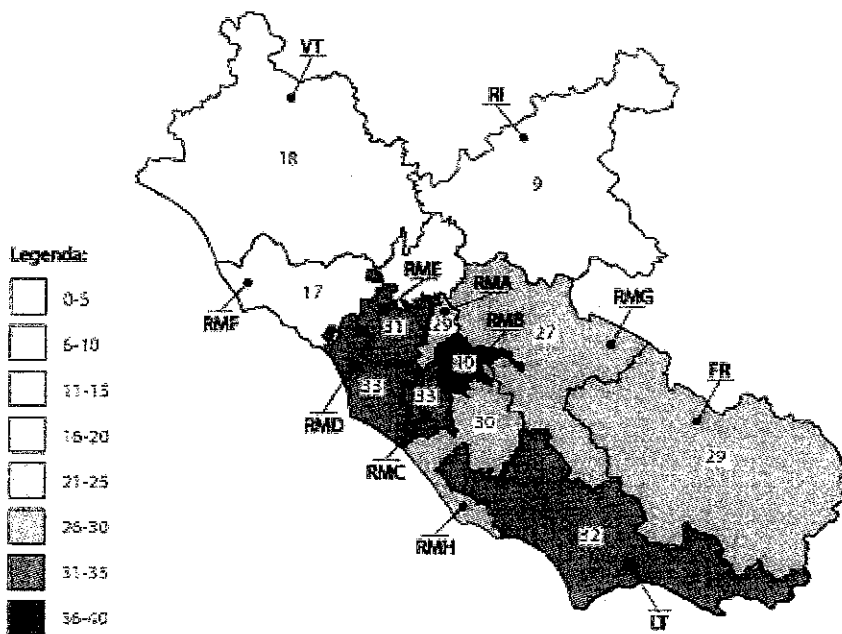 VT
RI
18
9
Legenda:
0-5
6-10
11-15
16-20
21-25
26-30
31-35
36-40
RME
RMA
17
RMF
31
29
RMB
27
RMG
40
33
33
FR
RMD
30
29
RMC
RMH
32
LT